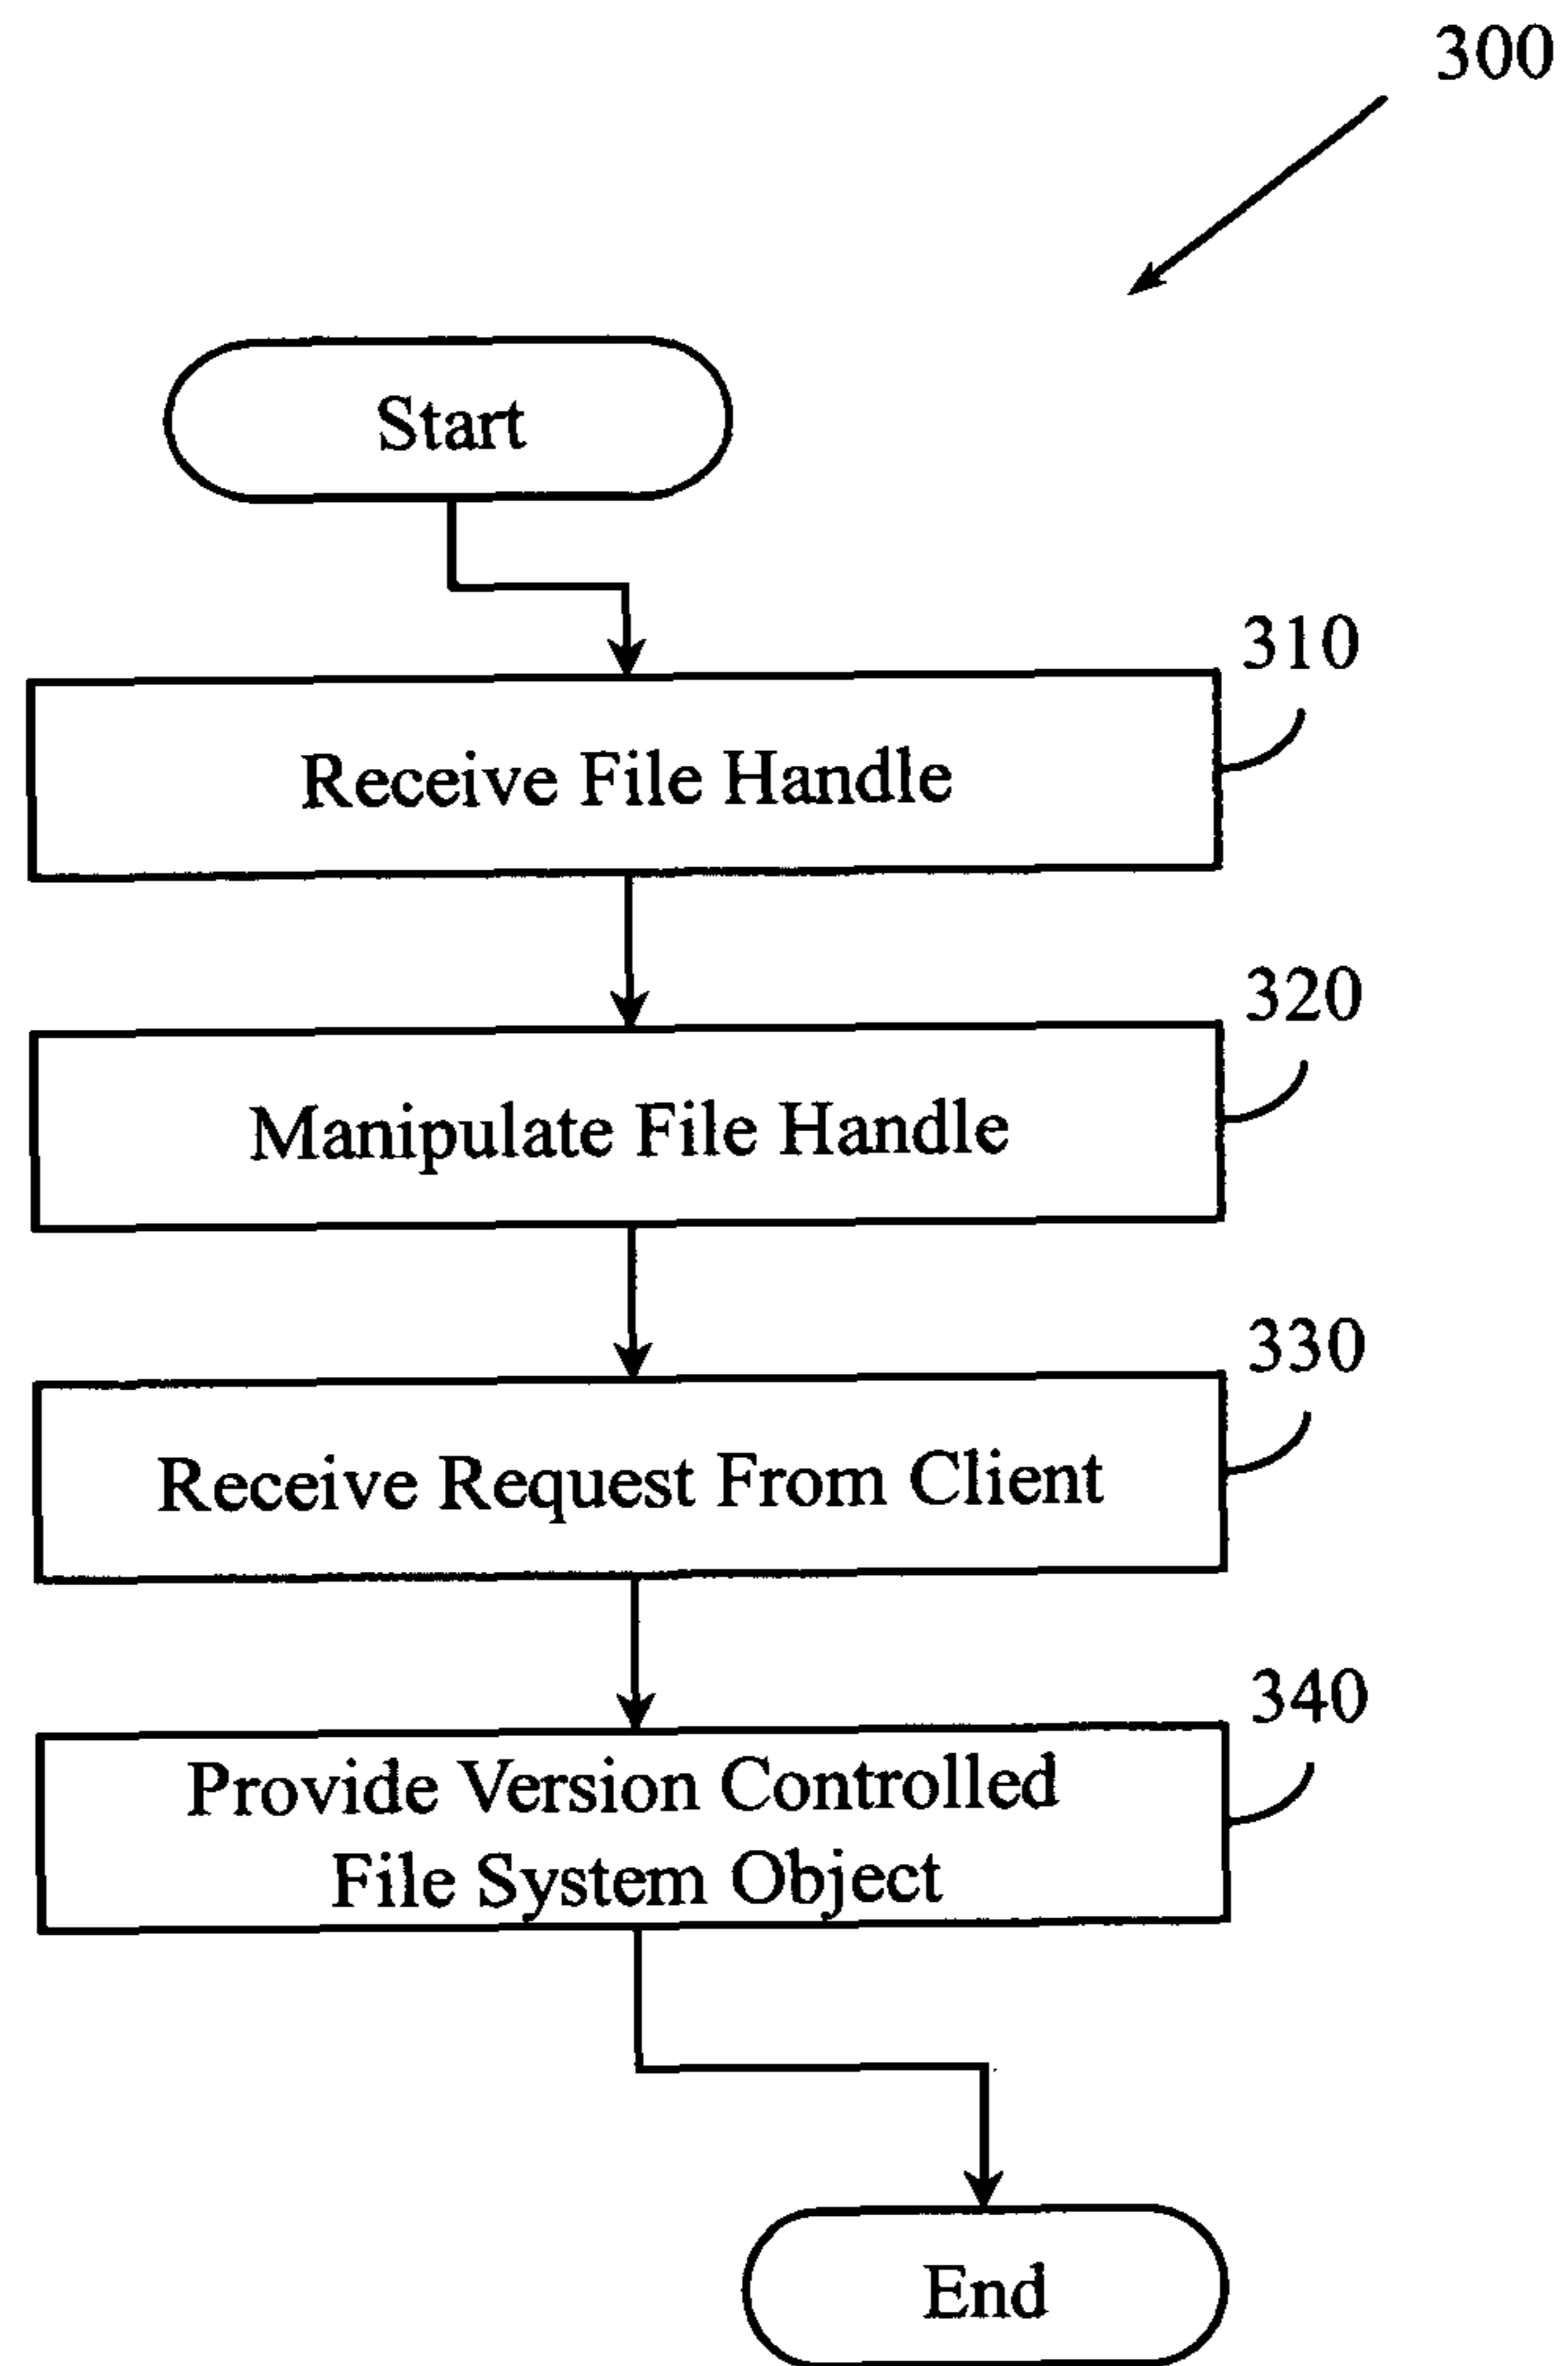 300
Start
310
Receive File Handle
320
Manipulate File Handle
330
Receive Request From Client
340
Provide Version Controlled
File System Object
End